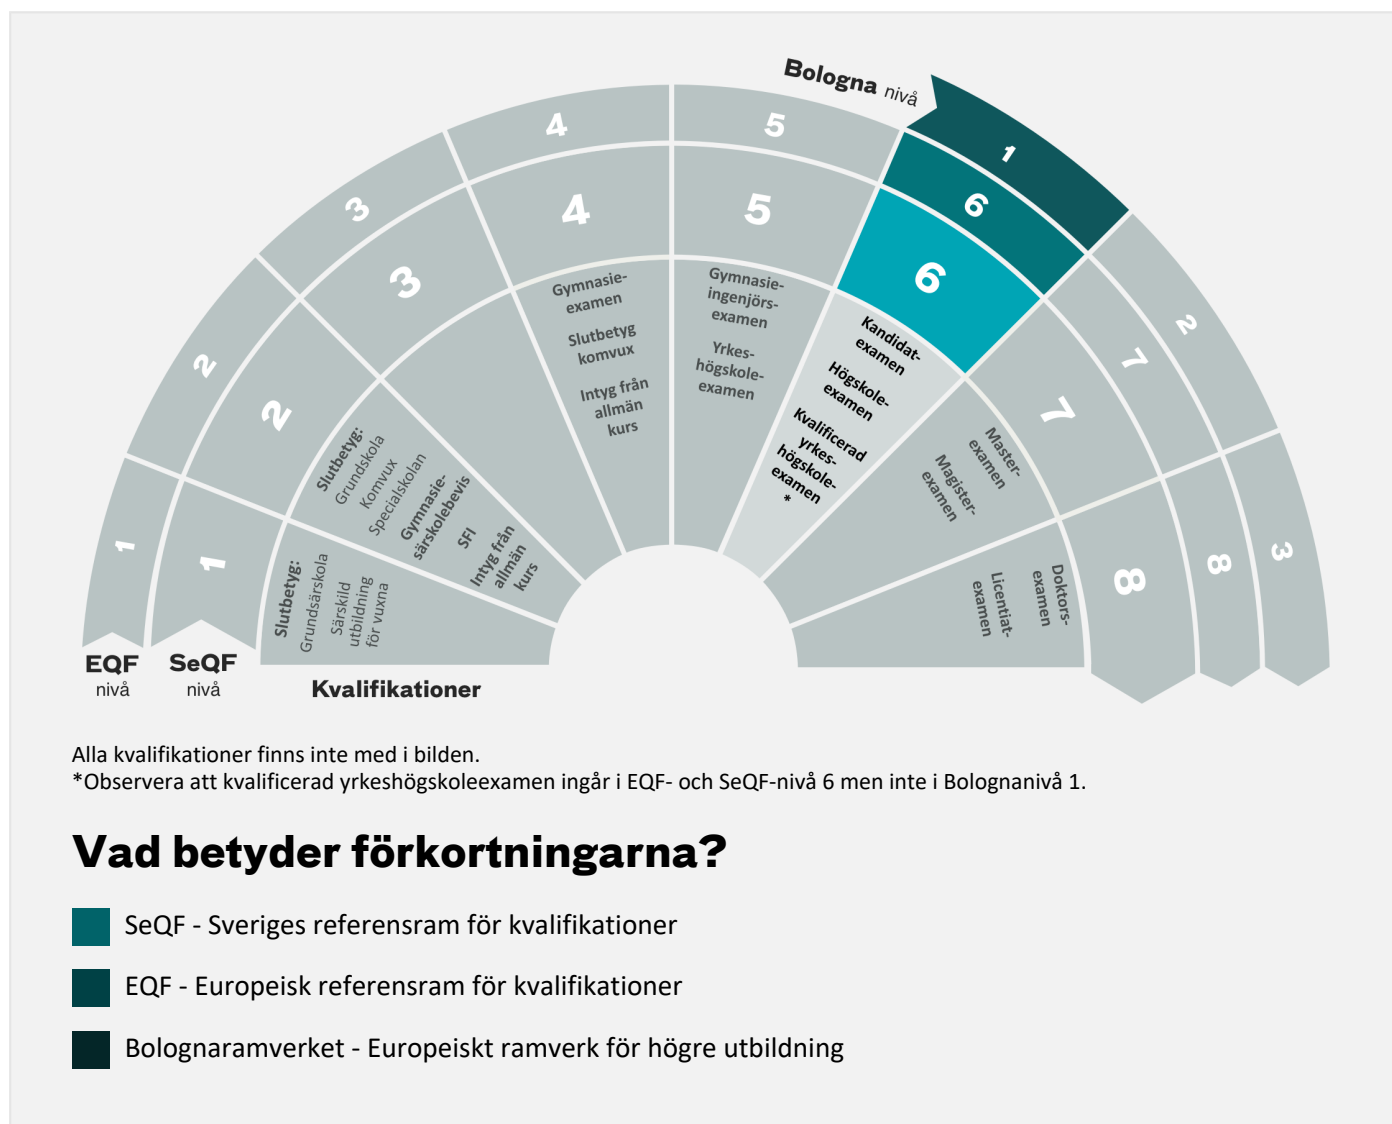 Bologna nivå
1
2
3
1
2
3
4
5
6
7
8
1
2
3
4
5
6
7
8
Slutbetyg:
Grundsärskola
Särskild
utbildning
för vuxna
Slutbetyg:
Grundskola
Komvux
Specialskolan
Gymnasie-
särskolebevis
SFI
Intyg från
allmän
kurs
Gymnasie-
examen
Slutbetyg
komvux
Intyg från
allmän
kurs
Gymnasie-
ingenjörs-
examen
Yrkes-
högskole-
examen
Kandidat-
examen
Högskole-
examen
Kvalificerad
yrkes-
högskole-
examen
*
Master-
examen
Magister-
examen
Doktors-
examen
Licentiat-
examen
EQF
nivå
SeQF
nivå
Kvalifikationer
Alla kvalifikationer finns inte med i bilden.
*Observera att kvalificerad yrkeshögskoleexamen ingår i EQF- och SeQF-nivå 6 men inte i Bolognanivå 1.
Vad betyder förkortningarna?
SeQF - Sveriges referensram för kvalifikationer
EQF - Europeisk referensram för kvalifikationer
Bolognaramverket - Europeiskt ramverk för högre utbildning